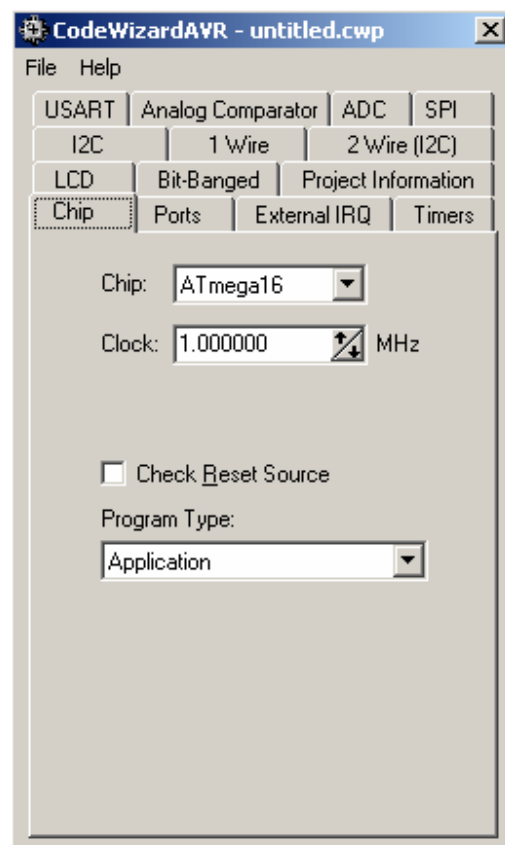 CodeWizardAVR - untitled.cwp
File Help
USART Analog Comparator ADC SPI
I2C 1 Wire 2 Wire (I2C)
LCD Bit-Banged Project Information
Chip Ports External IRQ Timers
Chip: ATmega16
Clock: 1.000000 MHz
Check Reset Source
Program Type:
Application